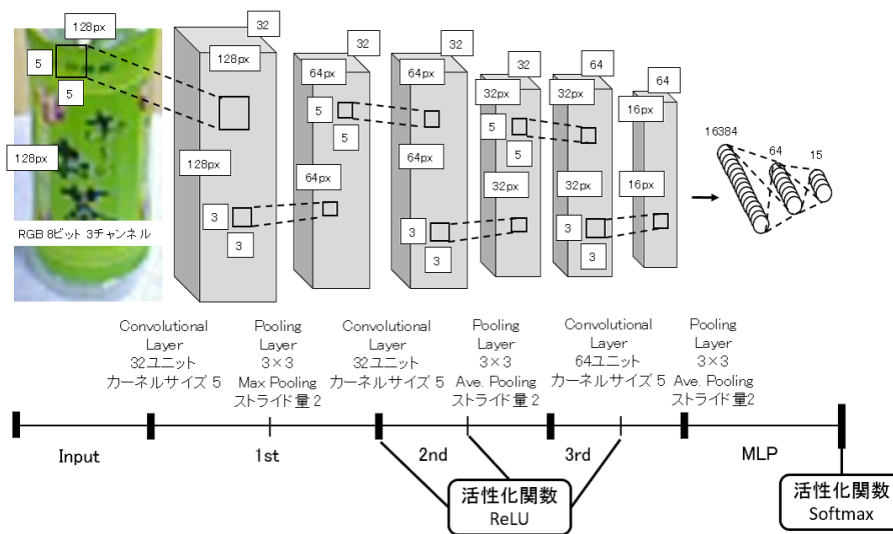 128px
32
5
5
128px
RGB 8ビット 3チャンネル
128px
128px
3
3
32
64px
5
5
64px
32
64px
64px
3
3
32
32px
5
5
32px
64
32px
32px
3
3
64
16px
16px
16384
64
15
Convolutional
Layer
32ユニット
カーネルサイズ 5
Pooling
Layer
3×3
Max Pooling
ストライド量 2
Convolutional
Layer
32ユニット
カーネルサイズ 5
Pooling
Layer
3×3
Ave. Pooling
ストライド量 2
Convolutional
Layer
64ユニット
カーネルサイズ 5
Pooling
Layer
3×3
Ave. Pooling
ストライド量2
Input
1st
2nd
3rd
MLP
活性化関数
ReLU
活性化関数
Softmax